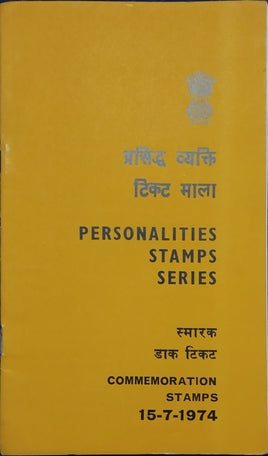 प्रसिद्ध व्यक्ति
टिकट माला
PERSONALITIES
STAMPS
SERIES
स्मारक
डाक टिकट
COMMEMORATION
STAMPS
15-7-1974